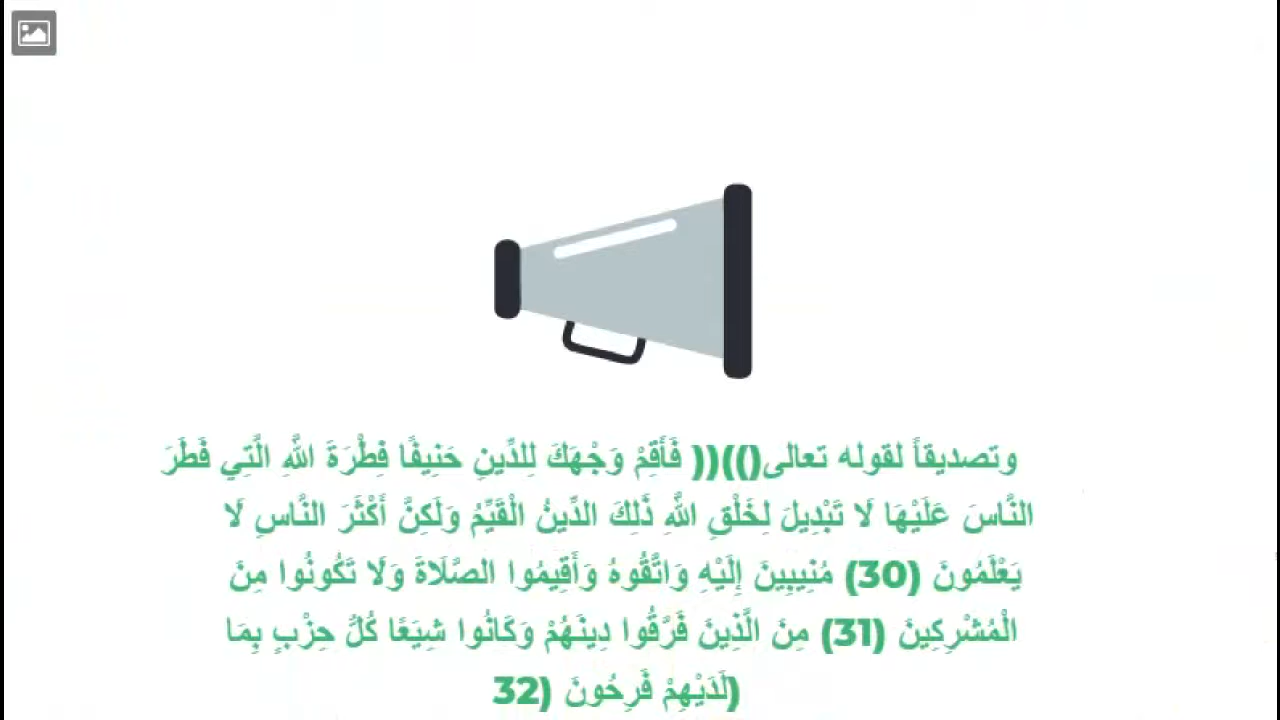 وتصديقاً لقوله تعالى())(( فَأَقِمْ وَجْهَكَ لِلدِّينِ حَنِيفًا فِطْرَةَ اللَّهِ الَّتِي فَطَرَ
النَّاسَ عَلَيْهَا لَا تَبْدِيلَ لِخَلْقِ اللَّهِ ذَلِكَ الدِّينُ الْقَيِّمُ وَلَكِنَّ أَكْثَرَ النَّاسِ لَا
يَعْلَمُونَ (30) مُنِيبِينَ إِلَيْهِ وَاتَّقُوهُ وَأَقِيمُوا الصَّلَاةَ وَلَا تَكُونُوا مِنَ
الْمُشْرِكِينَ (31) مِنَ الَّذِينَ فَرَّقُوا دِينَهُمْ وَكَانُوا شِيَعًا كُلُّ حِزْبٍ بِمَا
(لَدَيْهِمْ فَرِحُونَ (32